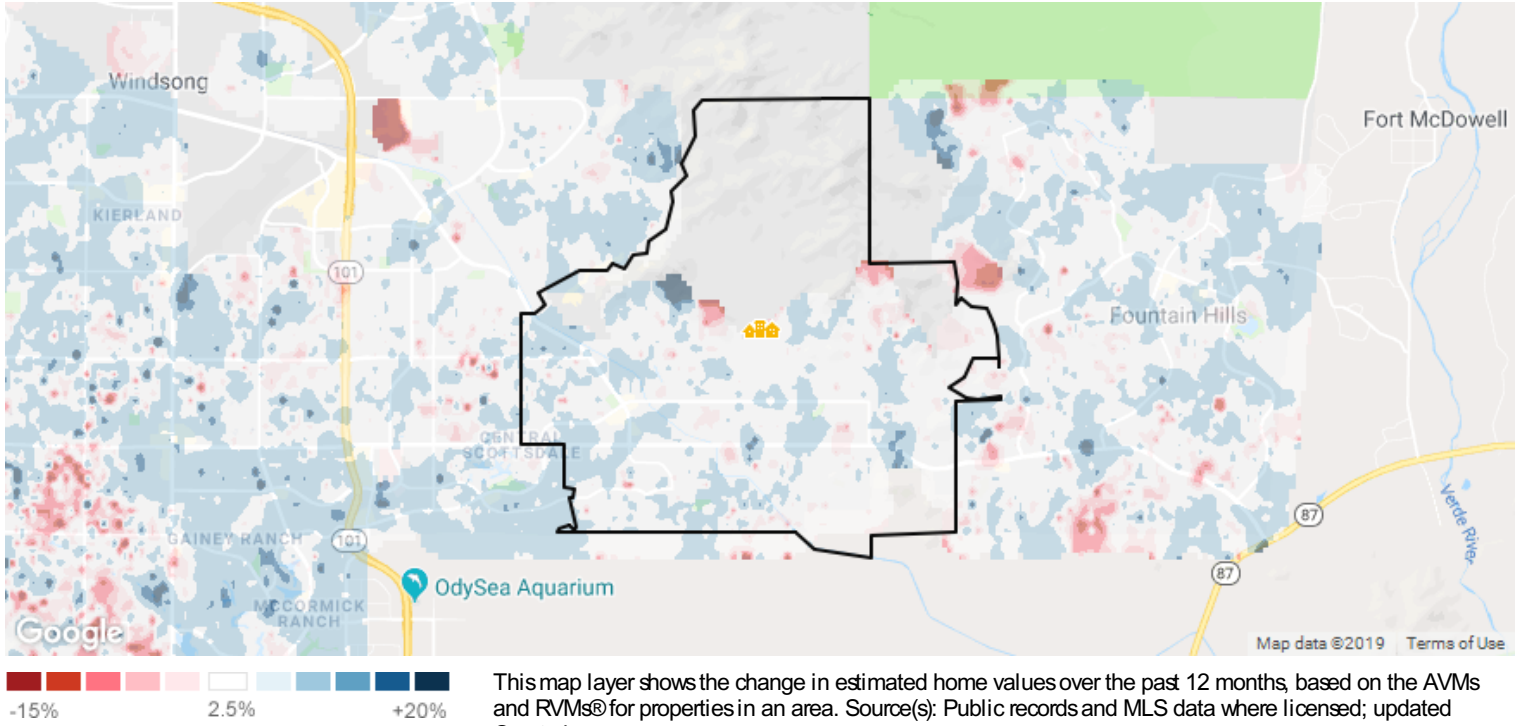 Windsong
Fort McDowell
KIERLAND
101
Fountain Hills
CENTRAL
SCOTTSDALE
GAINEY RANCH
101
87
Verde River
87
OdySea Aquarium
MCCORMICK
RANCH
Google
Map data ©2019 Terms of Use
-15% 2.5% +20%
This map layer shows the change in estimated home values over the past 12 months, based on the AVMs
and RVMs® for properties in an area. Source(s): Public records and MLS data where licensed; updated